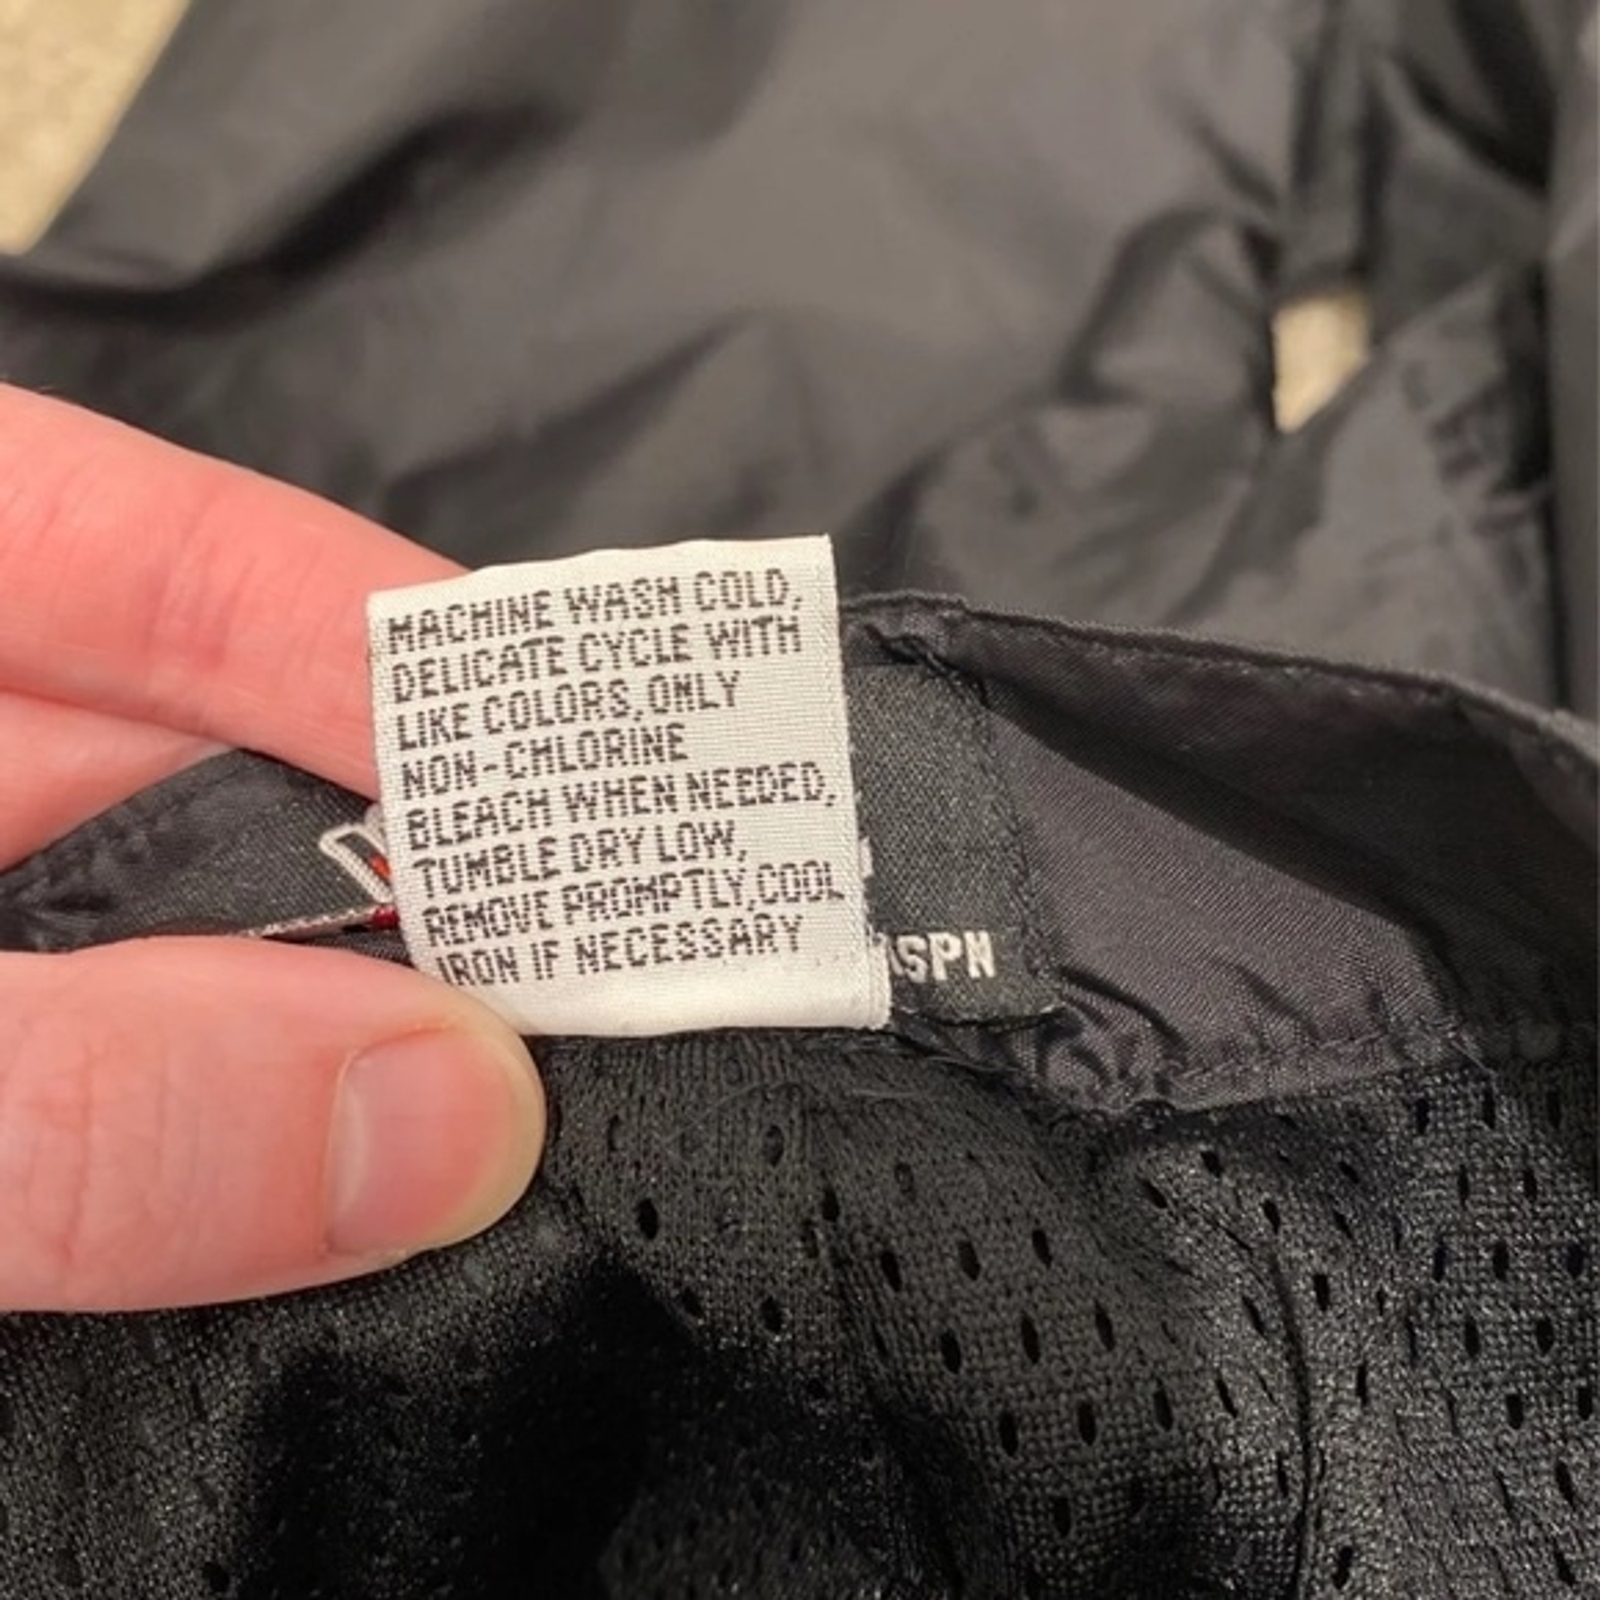 MACHINE WASH COLD,
DELICATE CYCLE WITH
LIKE COLORS, ONLY
NON-CHLORINE
BLEACH WHEN NEEDED,
TUMBLE DRY LOW,
REMOVE PROMPTLY, COOL
IRON IF NECESSARY